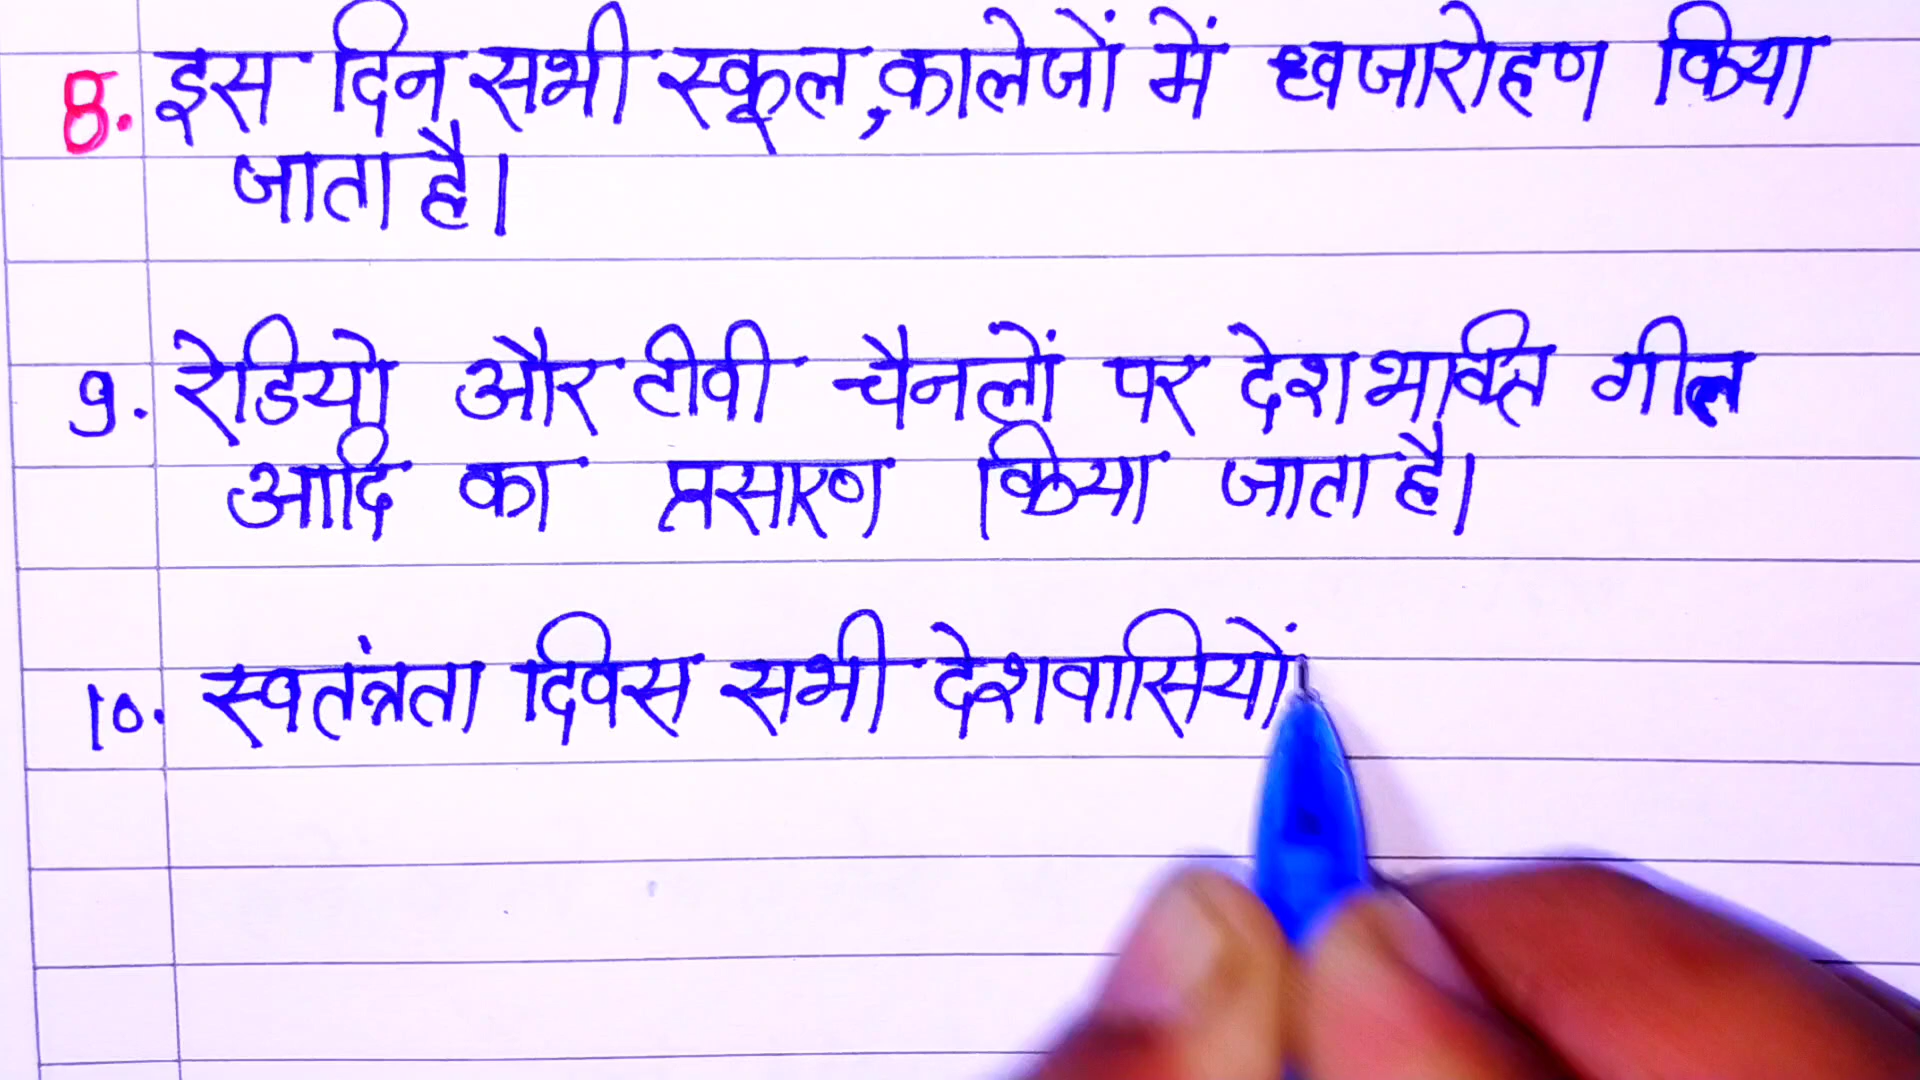 8. इस दिन सभी स्कूल,कालेजों में ध्वजारोहण किया
जाता है।
9. रेडियो और टीवी चैनलों पर देशभक्ति गीत
आदि का प्रसारण किया जाता है।
10. स्वतंत्रता दिवस सभी देशवासियों